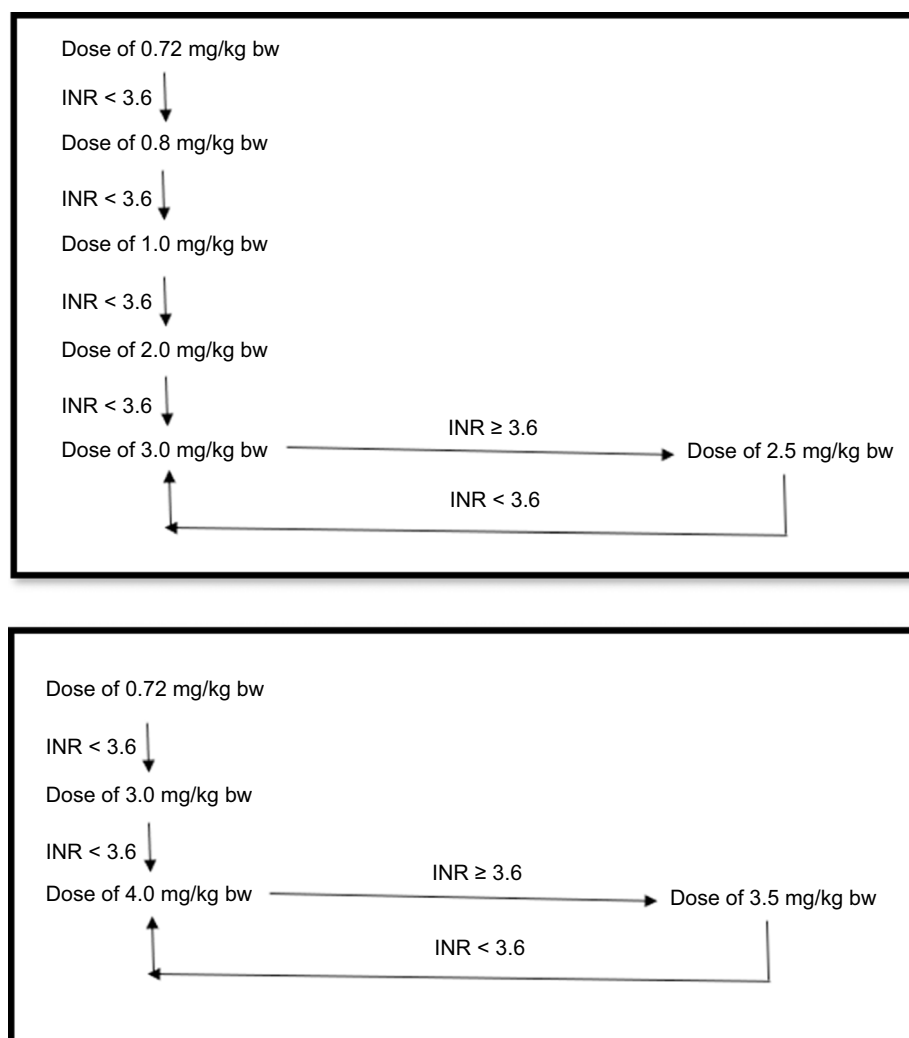 Dose of 0.72 mg/kg bw
INR < 3.6
Dose of 0.8 mg/kg bw
INR < 3.6
Dose of 1.0 mg/kg bw
INR < 3.6
Dose of 2.0 mg/kg bw
INR < 3.6
INR ≥ 3.6
Dose of 3.0 mg/kg bw
Dose of 2.5 mg/kg bw
INR < 3.6
Dose of 0.72 mg/kg bw
INR < 3.6
Dose of 3.0 mg/kg bw
INR < 3.6
INR ≥ 3.6
Dose of 4.0 mg/kg bw
Dose of 3.5 mg/kg bw
INR < 3.6